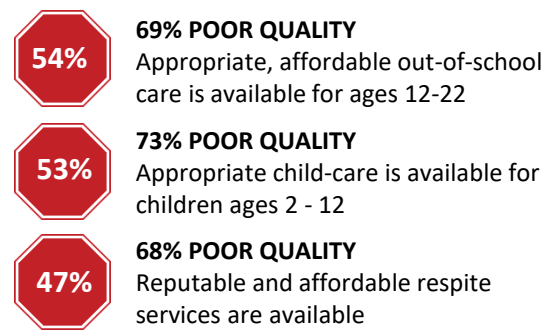 54%
69% POOR QUALITY
Appropriate, affordable out-of-school
care is available for ages 12-22
53%
73% POOR QUALITY
Appropriate child-care is available for
children ages 2 - 12
47%
68% POOR QUALITY
Reputable and affordable respite
services are available